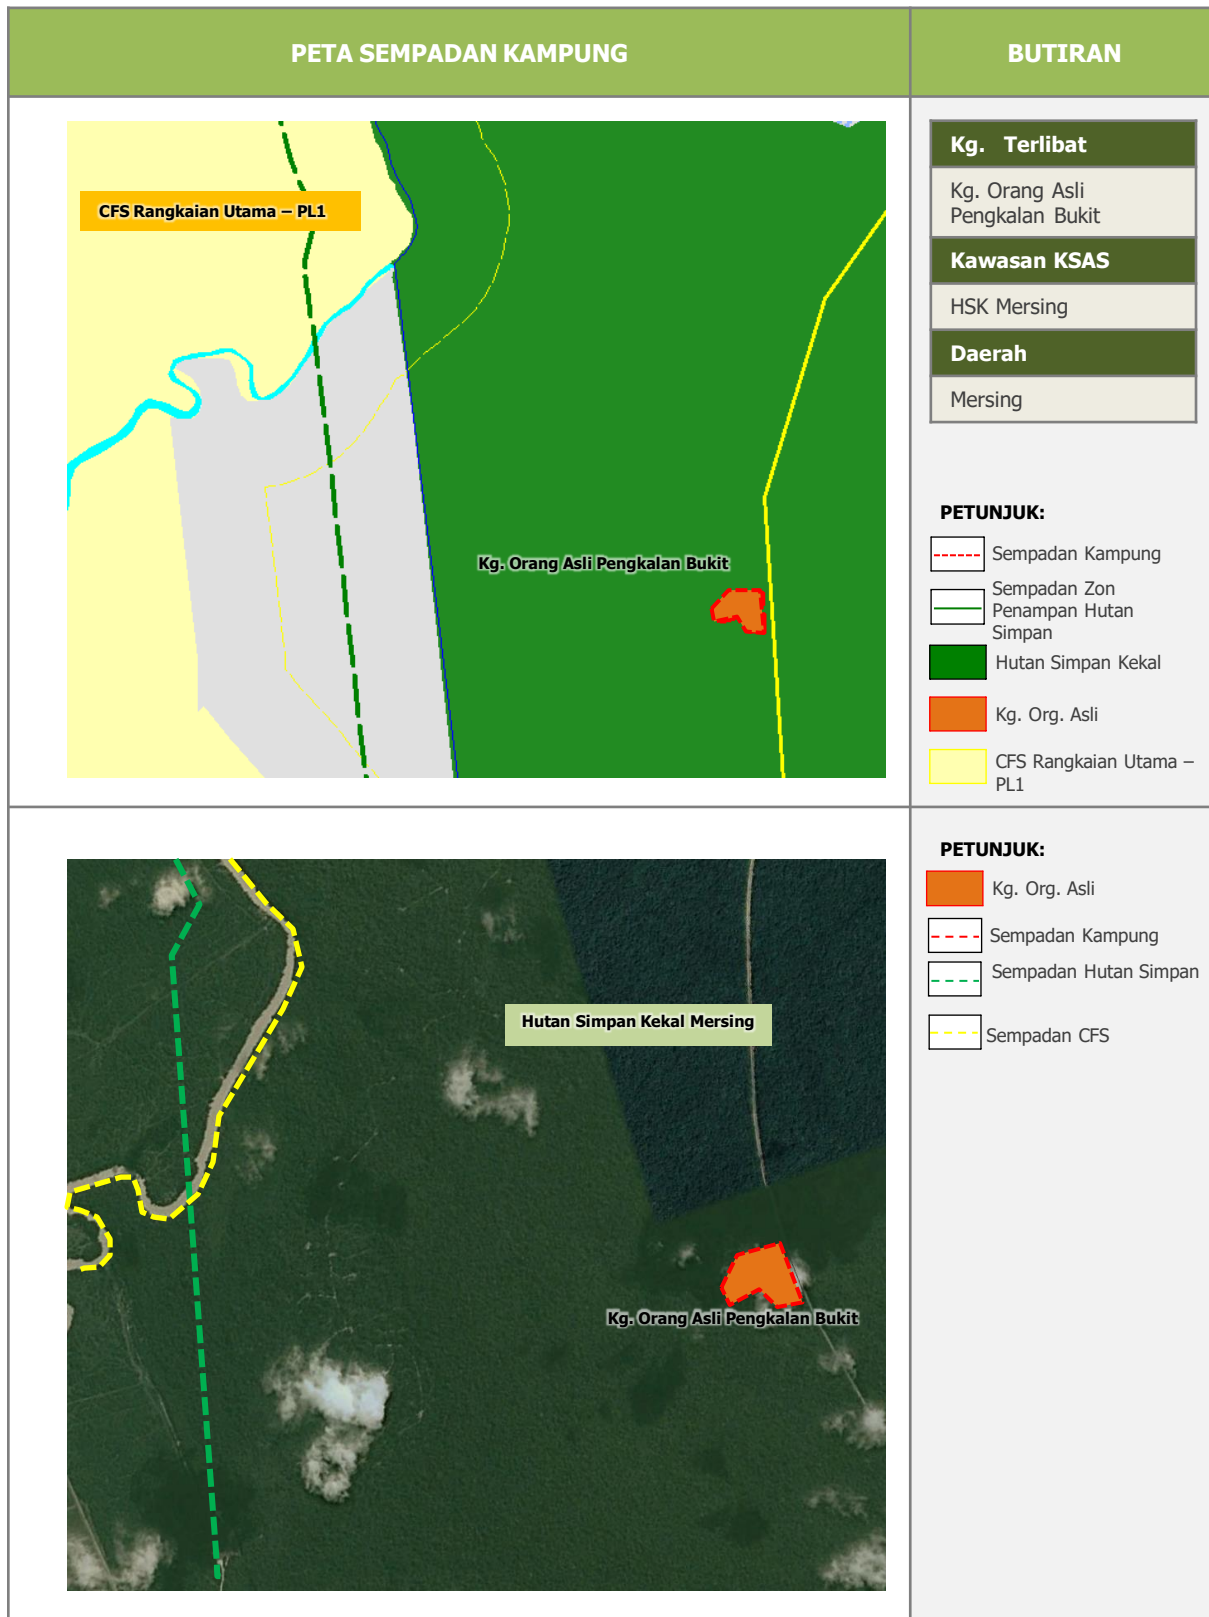 PETA SEMPADAN KAMPUNG
BUTIRAN
CFS Rangkaian Utama – PL1
Kg. Orang Asli Pengkalan Bukit
Kg. Terlibat
Kg. Orang Asli
Pengkalan Bukit
Kawasan KSAS
HSK Mersing
Daerah
Mersing
PETUNJUK:
Sempadan Kampung
Sempadan Zon
Penampan Hutan
Simpan
Hutan Simpan Kekal
Kg. Org. Asli
CFS Rangkaian Utama –
PL1
Hutan Simpan Kekal Mersing
Kg. Orang Asli Pengkalan Bukit
PETUNJUK:
Kg. Org. Asli
Sempadan Kampung
Sempadan Hutan Simpan
Sempadan CFS